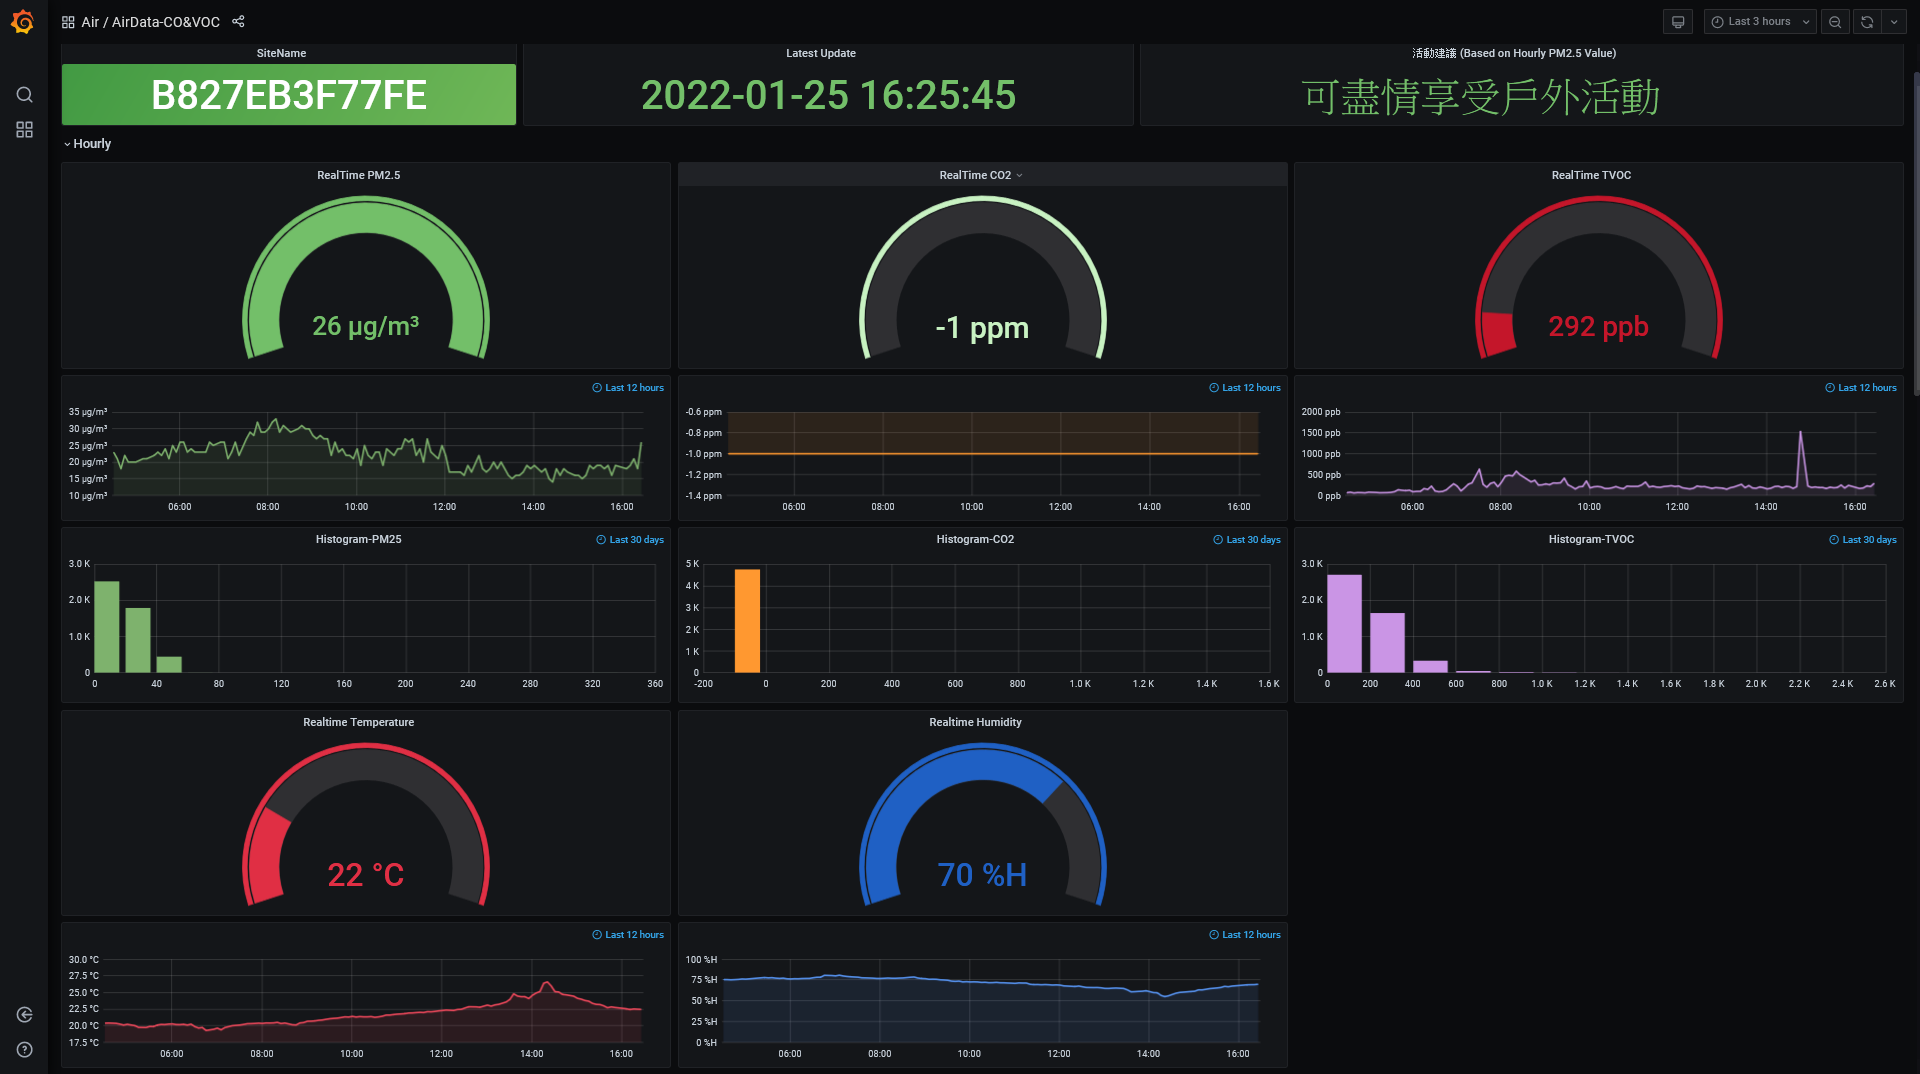 Air / AirData-CO&VOC
Last 3 hours
SiteName
Latest Update
活動建議 (Based on Hourly PM2.5 Value)
B827EB3F77FE
2022-01-25 16:25:45
可盡情享受戶外活動
Hourly
RealTime PM2.5
RealTime CO2
RealTime TVOC
26 μg/m³
-1 ppm
292 ppb
Last 12 hours
35 μg/m³
30 μg/m³
25 μg/m³
20 μg/m³
15 μg/m³
10 μg/m³
06:00 08:00 10:00 12:00 14:00 16:00
Last 12 hours
-0.6 ppm
-0.8 ppm
-1.0 ppm
-1.2 ppm
-1.4 ppm
06:00 08:00 10:00 12:00 14:00 16:00
Last 12 hours
2000 ppb
1500 ppb
1000 ppb
500 ppb
0 ppb
06:00 08:00 10:00 12:00 14:00 16:00
Histogram-PM25
Last 30 days
3.0 K
2.0 K
1.0 K
0
0 40 80 120 160 200 240 280 320 360
Histogram-CO2
Last 30 days
5 K
4 K
3 K
2 K
1 K
0
-200 0 200 400 600 800 1.0 K 1.2 K 1.4 K 1.6 K
Histogram-TVOC
Last 30 days
3.0 K
2.0 K
1.0 K
0
0 200 400 600 800 1.0 K 1.2 K 1.4 K 1.6 K 1.8 K 2.0 K 2.2 K 2.4 K 2.6 K
Realtime Temperature
Realtime Humidity
22 °C
70 %H
Last 12 hours
30.0 °C
27.5 °C
25.0 °C
22.5 °C
20.0 °C
17.5 °C
06:00 08:00 10:00 12:00 14:00 16:00
Last 12 hours
100 %H
75 %H
50 %H
25 %H
0 %H
06:00 08:00 10:00 12:00 14:00 16:00